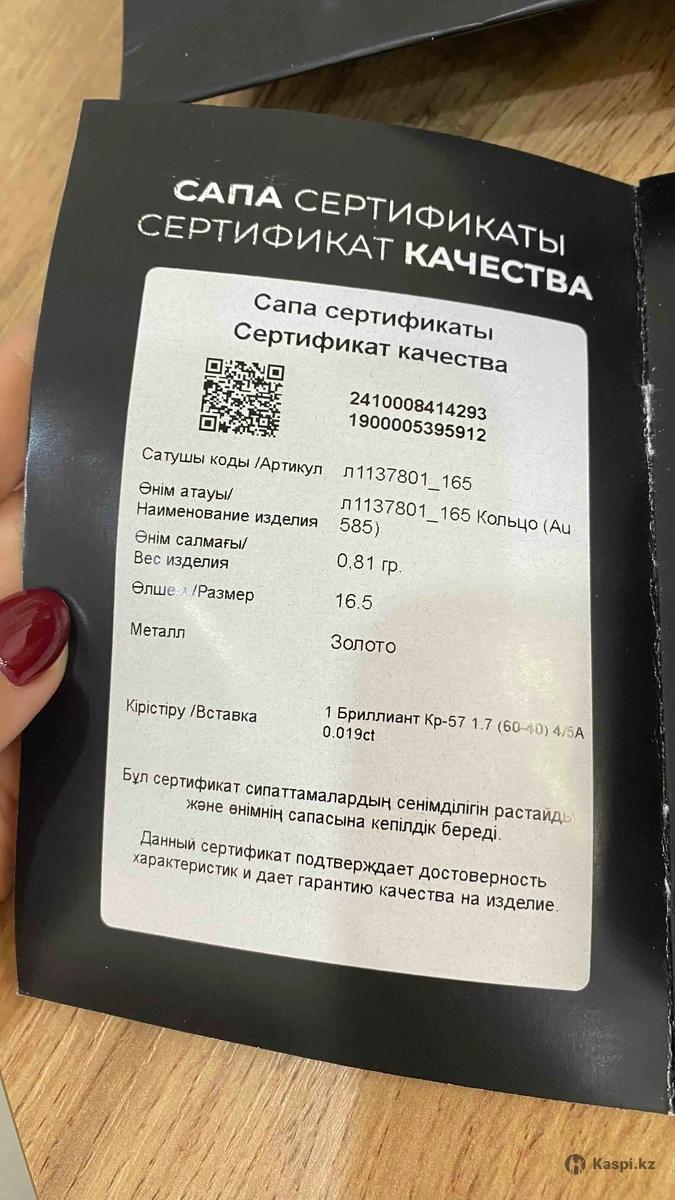 САПА СЕРТИФИКАТЫ
СЕРТИФИКАТ КАЧЕСТВА
Сапа сертификаты
Сертификат качества
2410008414293
1900005395912
Сатушы коды /Артикул л1137801_165
Өнім атауы/
Наименование изделия л1137801_165 Кольцо (Au
585)
Өнім салмағы/
Вес изделия 0,81 гр.
Өлшем /Размер 16.5
Металл Золото
Кірістіру /Вставка 1 Бриллиант Кр-57 1.7 (60-40) 4/5А
0.019ct
Бұл сертификат сипаттамалардың сенімділігін растайды
және өнімнің сапасына кепілдік береді.
Данный сертификат подтверждает достоверность
характеристик и дает гарантию качества на изделие.
Kaspi.kz